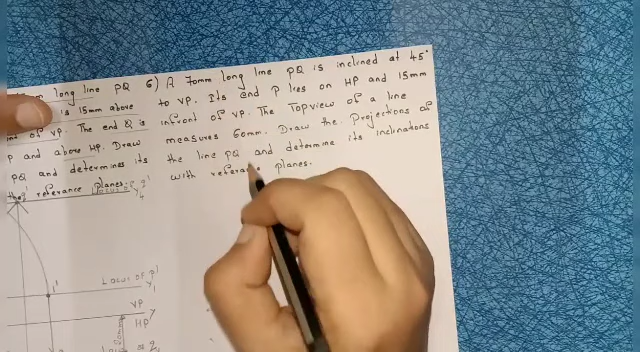 long line PQ
is 15mm above
of VP. The end Q is
P and above HP. Draw
PQ and determines its
the reference planes.
6) A 70mm long line PQ is inclined at 45°
to VP. Its end P lies on HP and 15mm
infront of VP. The Topview of a line
measures 60mm. Draw the Projections of
the line PQ and determine its inclinations
with planes.
Locus of
Locus of P'
VP
HP